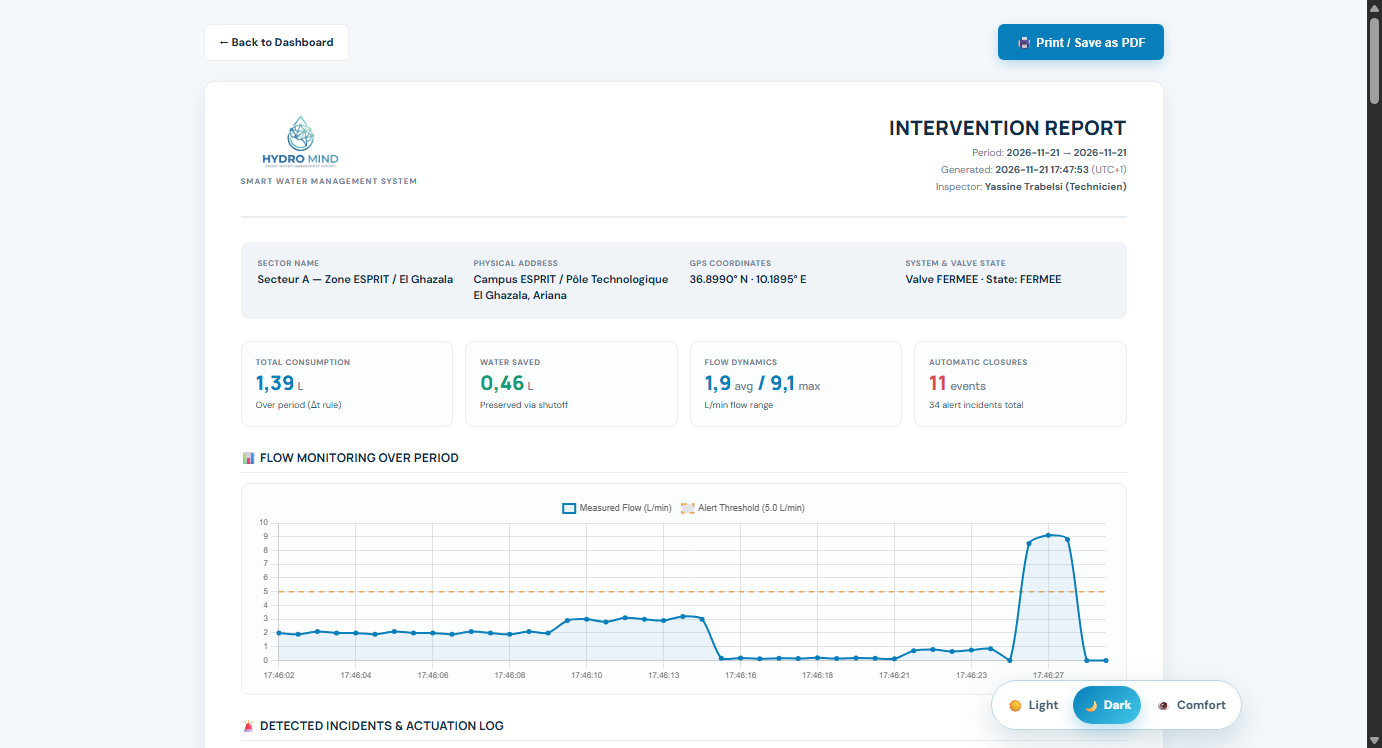 ← Back to Dashboard
Print / Save as PDF
HYDRO MIND
SMART WATER MANAGEMENT SYSTEM
INTERVENTION REPORT
Period: 2026-11-21 → 2026-11-21
Generated: 2026-11-21 17:47:53 (UTC+1)
Inspector: Yassine Trabelsi (Technicien)
SECTOR NAME
Secteur A — Zone ESPRIT / El Ghazala
PHYSICAL ADDRESS
Campus ESPRIT / Pôle Technologique
El Ghazala, Ariana
GPS COORDINATES
36.8990° N · 10.1895° E
SYSTEM & VALVE STATE
Valve FERMEE · State: FERMEE
TOTAL CONSUMPTION
1,39 L
Over period (Δt rule)
WATER SAVED
0,46 L
Preserved via shutoff
FLOW DYNAMICS
1,9 avg / 9,1 max
L/min flow range
AUTOMATIC CLOSURES
11 events
34 alert incidents total
FLOW MONITORING OVER PERIOD
Measured Flow (L/min) Alert Threshold (5.0 L/min)
10
9
8
7
6
5
4
3
2
1
0
17:46:02 17:46:04 17:46:06 17:46:08 17:46:10 17:46:13 17:46:16 17:46:18 17:46:21 17:46:23 17:46:27
Light Dark Comfort
DETECTED INCIDENTS & ACTUATION LOG